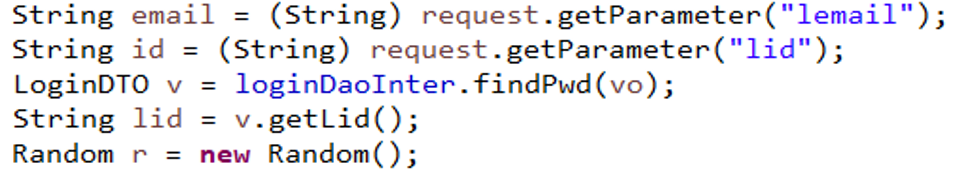 String email = (String) request.getParameter("lemail");
String id = (String) request.getParameter("lid");
LoginDTO v = loginDaoInter.findPwd(vo);
String lid = v.getLid();
Random r = new Random();